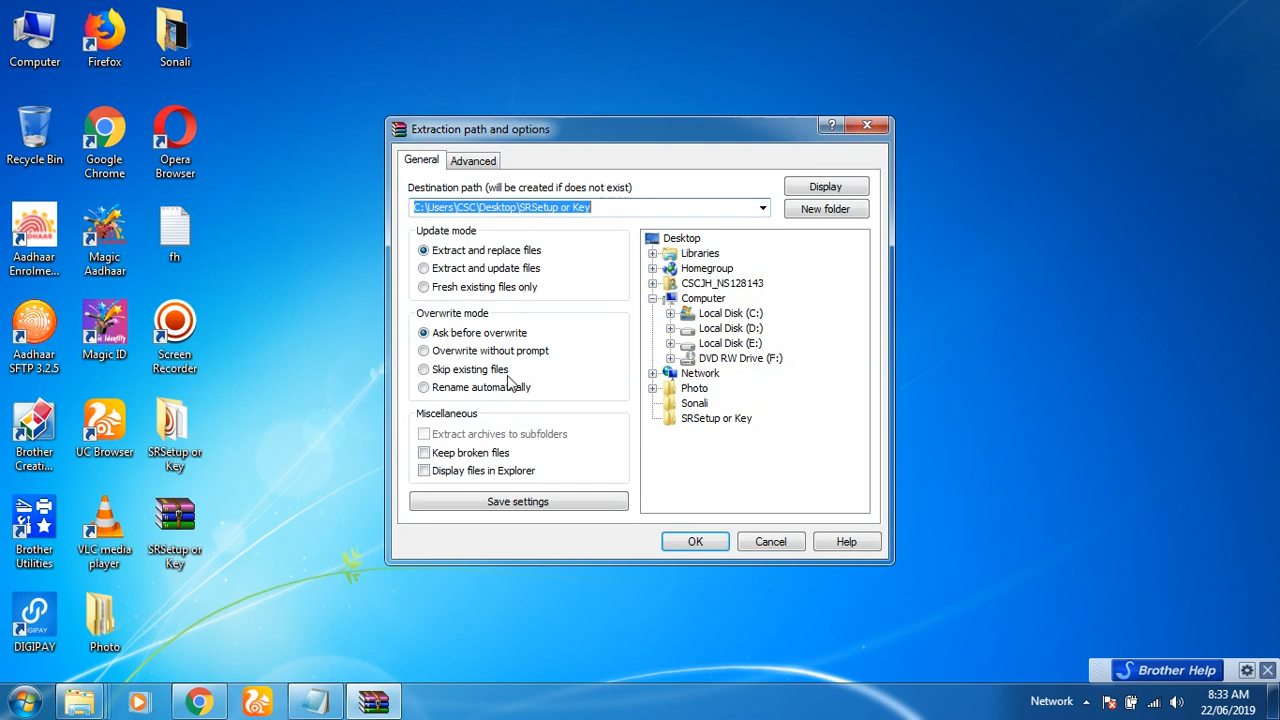 Computer
Firefox
Sonali
Recycle Bin
Google
Chrome
Opera
Browser
Aadhaar
Enrolme...
Magic
Aadhaar
fh
Aadhaar
SFTP 3.2.5
Magic ID
Screen
Recorder
Brother
Creati...
UC Browser
SRSetup or
Key
Brother
Utilities
VLC media
player
SRSetup or
Key
DIGIPAY
Photo
Extraction path and options
General
Advanced
Destination path (will be created if does not exist)
C:\Users\CSC\Desktop\SRSetup or Key
Display
New folder
Update mode
Extract and replace files
Extract and update files
Fresh existing files only
Overwrite mode
Ask before overwrite
Overwrite without prompt
Skip existing files
Rename automatically
Miscellaneous
Extract archives to subfolders
Keep broken files
Display files in Explorer
Save settings
Desktop
Libraries
Homegroup
CSCJH_NS128143
Computer
Local Disk (C:)
Local Disk (D:)
Local Disk (E:)
DVD RW Drive (F:)
Network
Photo
Sonali
SRSetup or Key
OK
Cancel
Help
Brother Help
Network
8:33 AM
22/06/2019